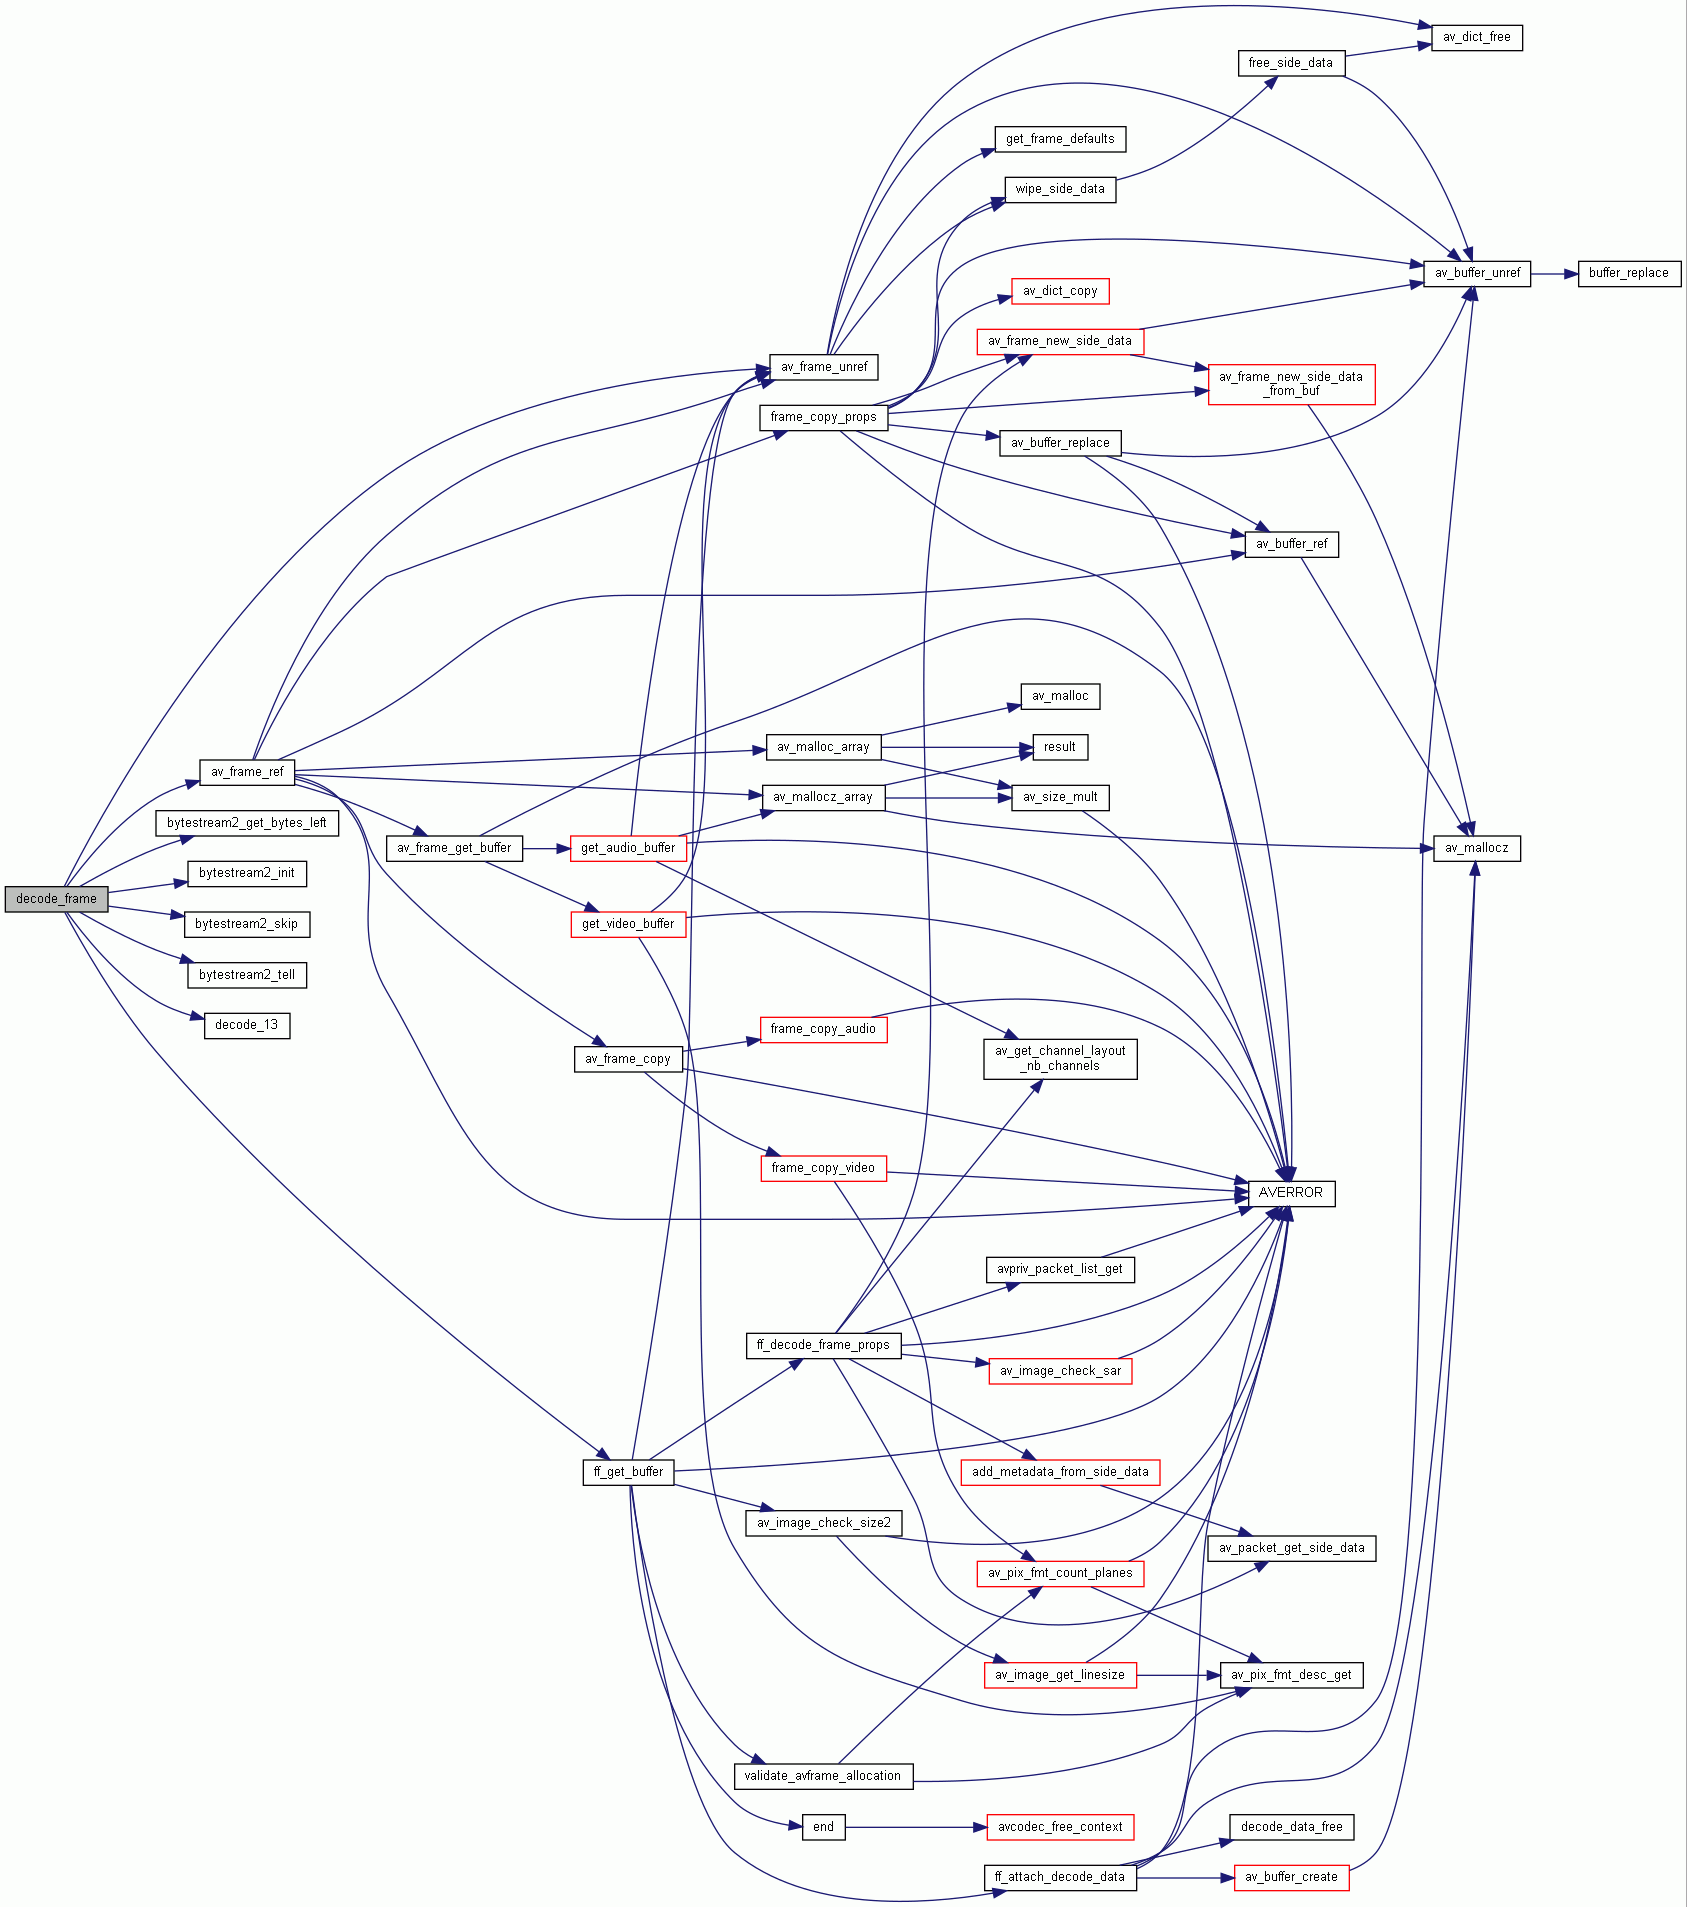 av_dict_free
free_side_data
get_frame_defaults
wipe_side_data
av_buffer_unref
buffer_replace
av_dict_copy
av_frame_new_side_data
av_frame_unref
av_frame_new_side_data
_from_buf
frame_copy_props
av_buffer_replace
av_buffer_ref
av_malloc
av_malloc_array
result
av_frame_ref
av_mallocz_array
av_size_mult
bytestream2_get_bytes_left
av_frame_get_buffer
get_audio_buffer
av_mallocz
bytestream2_init
decode_frame
bytestream2_skip
get_video_buffer
bytestream2_tell
decode_13
frame_copy_audio
av_frame_copy
av_get_channel_layout
_nb_channels
frame_copy_video
AVERROR
avpriv_packet_list_get
ff_decode_frame_props
av_image_check_sar
ff_get_buffer
add_metadata_from_side_data
av_image_check_size2
av_packet_get_side_data
av_pix_fmt_count_planes
av_image_get_linesize
av_pix_fmt_desc_get
validate_avframe_allocation
end
avcodec_free_context
decode_data_free
ff_attach_decode_data
av_buffer_create